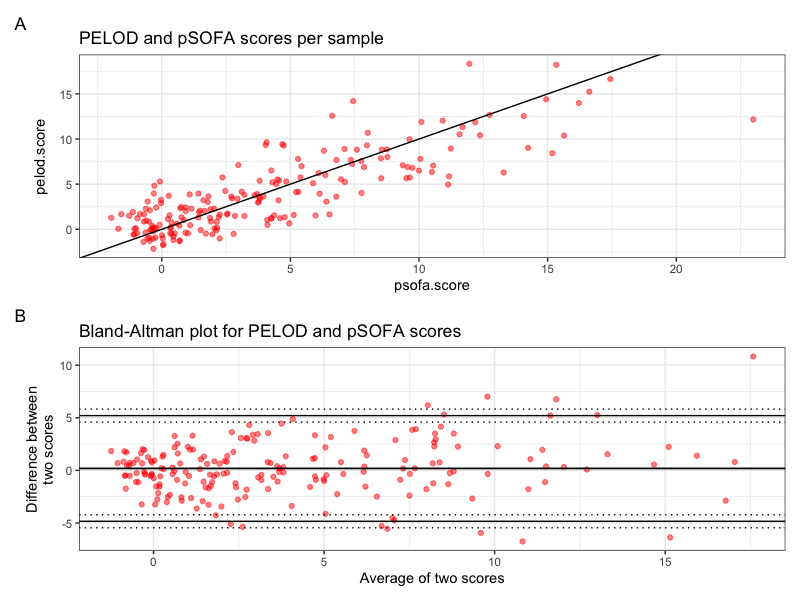 A
PELOD and pSOFA scores per sample
pelod.score
15
10
5
0
0 5 10 15 20
psofa.score
B
Bland-Altman plot for PELOD and pSOFA scores
Difference between
two scores
10
5
0
-5
0 5 10 15
Average of two scores